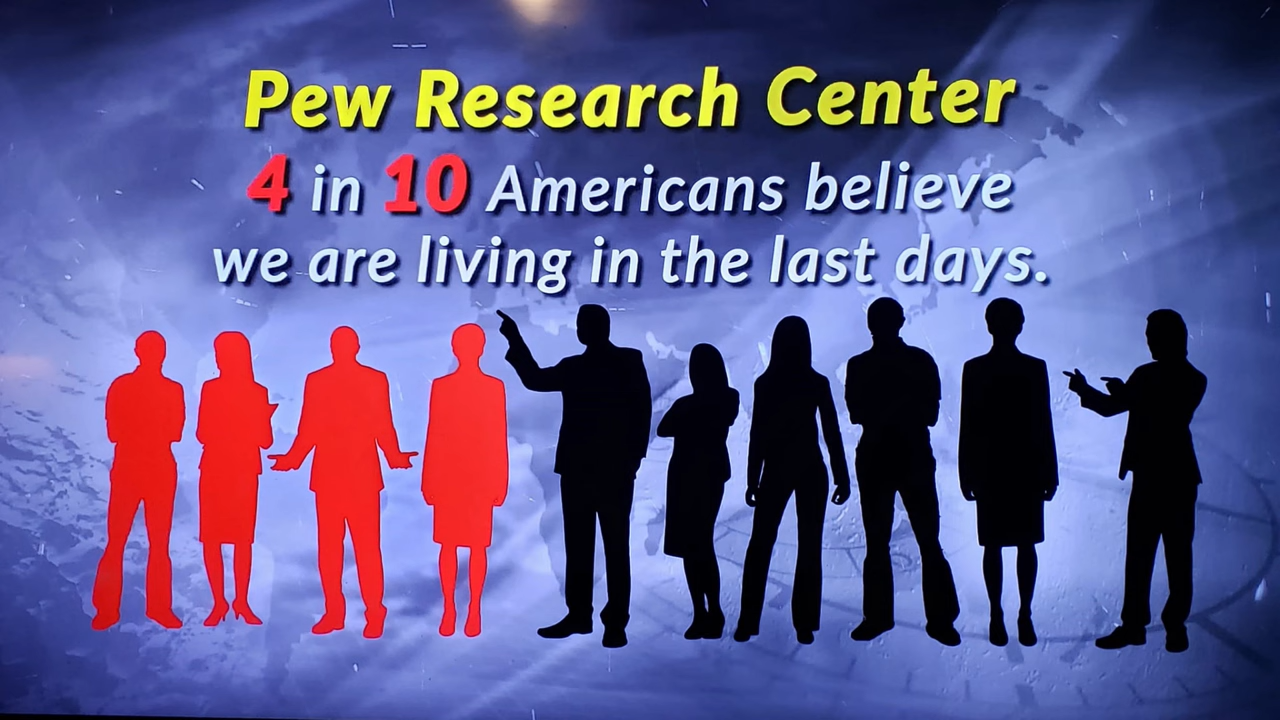 Pew Research Center
4 in 10 Americans believe
we are living in the last days.